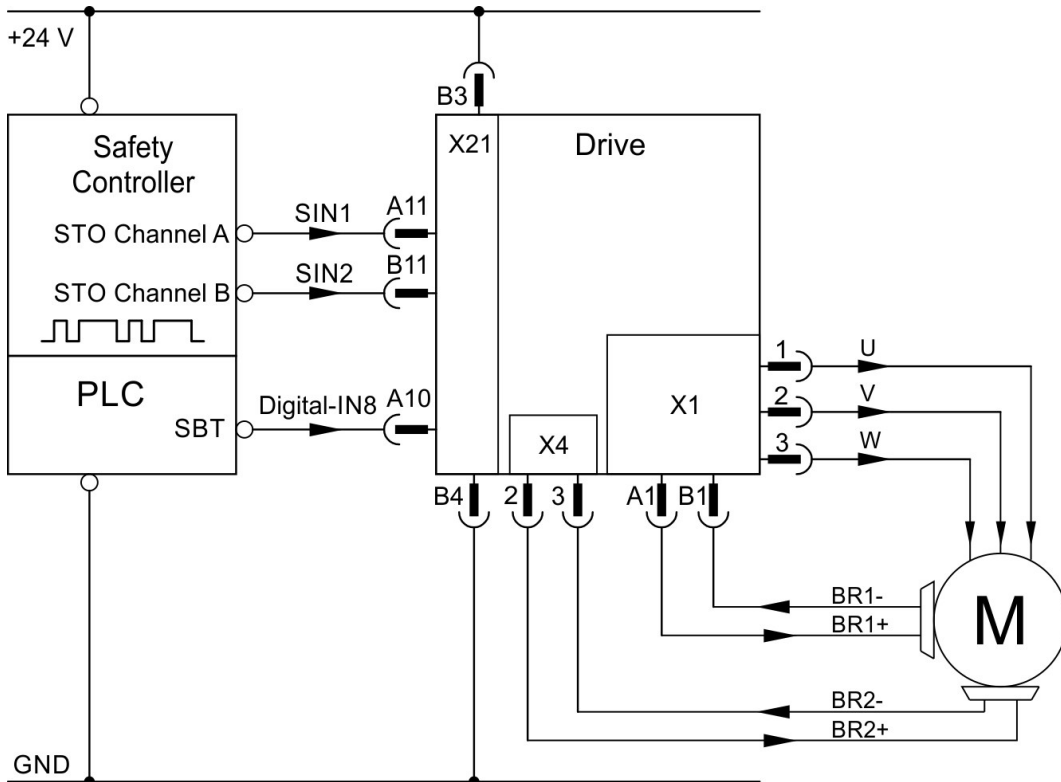 +24 V
B3
Safety
Controller
X21
Drive
STO Channel A
SIN1
A11
STO Channel B
SIN2
B11
PLC
SBT
Digital-IN8
A10
X4
X1
1
U
2
V
3
W
B4
2
3
A1
B1
BR1-
BR1+
M
BR2-
BR2+
GND